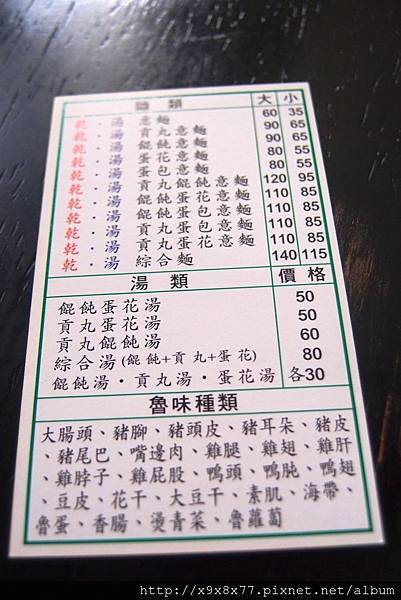 麵類 大 小
乾·湯 意麵 60 35
乾·湯 貢丸意麵 90 65
乾·湯 餛飩意麵 90 65
乾·湯 蛋花意麵 80 55
乾·湯 蛋包意麵 80 55
乾·湯 貢丸餛飩意麵 120 95
乾·湯 餛飩蛋花意麵 110 85
乾·湯 餛飩蛋包意麵 110 85
乾·湯 貢丸蛋包意麵 110 85
乾·湯 貢丸蛋花意麵 110 85
乾·湯 綜合麵 140 115
湯類 價格
餛飩蛋花湯 50
貢丸蛋花湯 50
貢丸餛飩湯 60
綜合湯(餛飩+貢丸+蛋花) 80
餛飩湯·貢丸湯·蛋花湯 各30
魯味種類
大腸頭、豬腳、豬頭皮、豬耳朵、豬皮
、豬尾巴、嘴邊肉、雞腿、雞翅、雞肝
、雞脖子、雞屁股、鴨頭、鴨肫、鴨翅
、豆皮、花干、大豆干、素肌、海帶、
魯蛋、香腸、燙青菜、魯蘿蔔
http://x9x8x77.pixnet.net/album